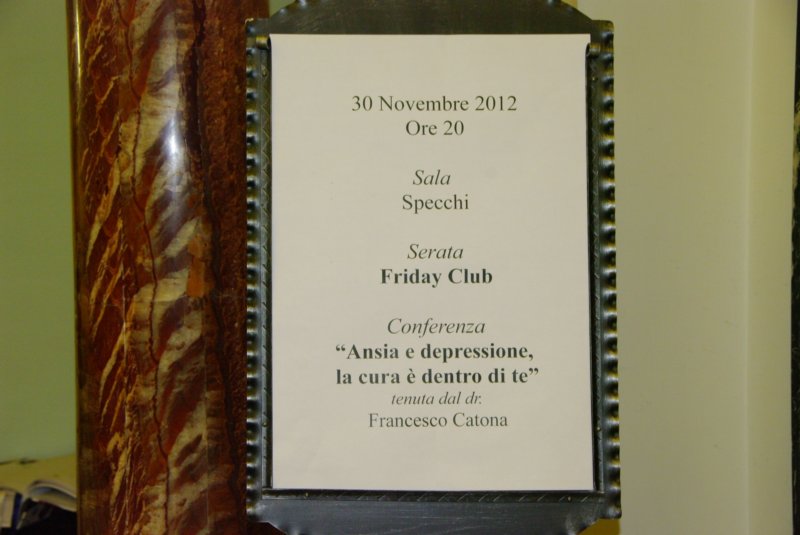 30 Novembre 2012
Ore 20
Sala
Specchi
Serata
Friday Club
Conferenza
“Ansia e depressione,
la cura è dentro di te”
tenuta dal dr.
Francesco Catona